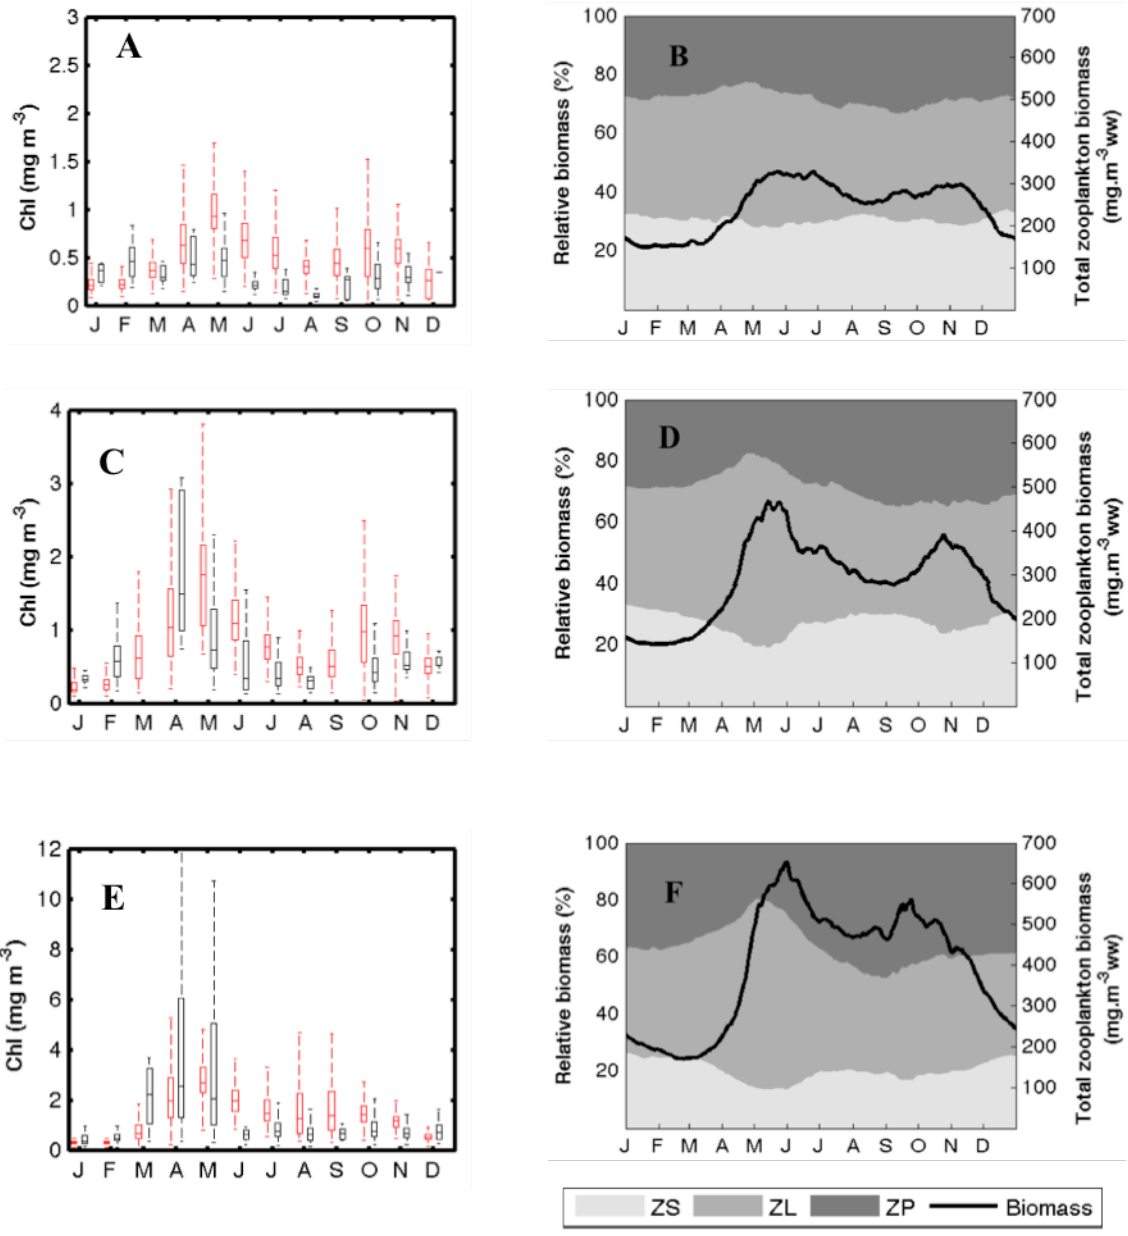 A
Chl (mg m⁻³)
3
2.5
2
1.5
1
0.5
0
J F M A M J J A S O N D
B
Relative biomass (%)
100
80
60
40
20
Total zooplankton biomass
(mg.m⁻³ww)
700
600
500
400
300
200
100
J F M A M J J A S O N D
C
Chl (mg m⁻³)
4
3
2
1
0
J F M A M J J A S O N D
D
Relative biomass (%)
100
80
60
40
20
Total zooplankton biomass
(mg.m⁻³ww)
700
600
500
400
300
200
100
J F M A M J J A S O N D
E
Chl (mg m⁻³)
12
10
8
6
4
2
0
J F M A M J J A S O N D
F
Relative biomass (%)
100
80
60
40
20
Total zooplankton biomass
(mg.m⁻³ww)
700
600
500
400
300
200
100
J F M A M J J A S O N D
ZS ZL ZP Biomass